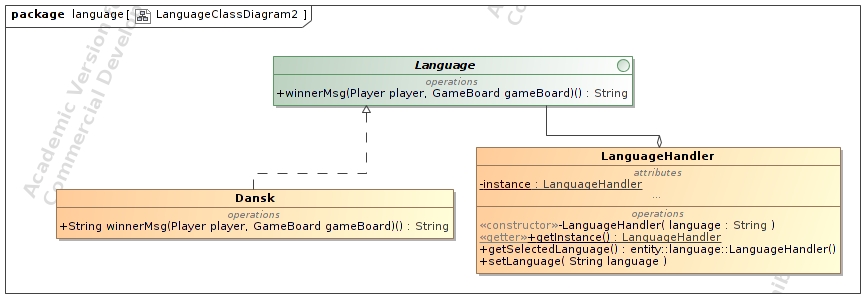 package language[ LanguageClassDiagram2 ]
Language
operations
+winnerMsg(Player player, GameBoard gameBoard)() : String
Dansk
operations
+String winnerMsg(Player player, GameBoard gameBoard)() : String
LanguageHandler
attributes
-instance : LanguageHandler
...
operations
«constructor»-LanguageHandler( language : String )
«getter»+getInstance() : LanguageHandler
+getSelectedLanguage() : entity::language::LanguageHandler()
+setLanguage( String language )
Academic Version
Commercial Develo